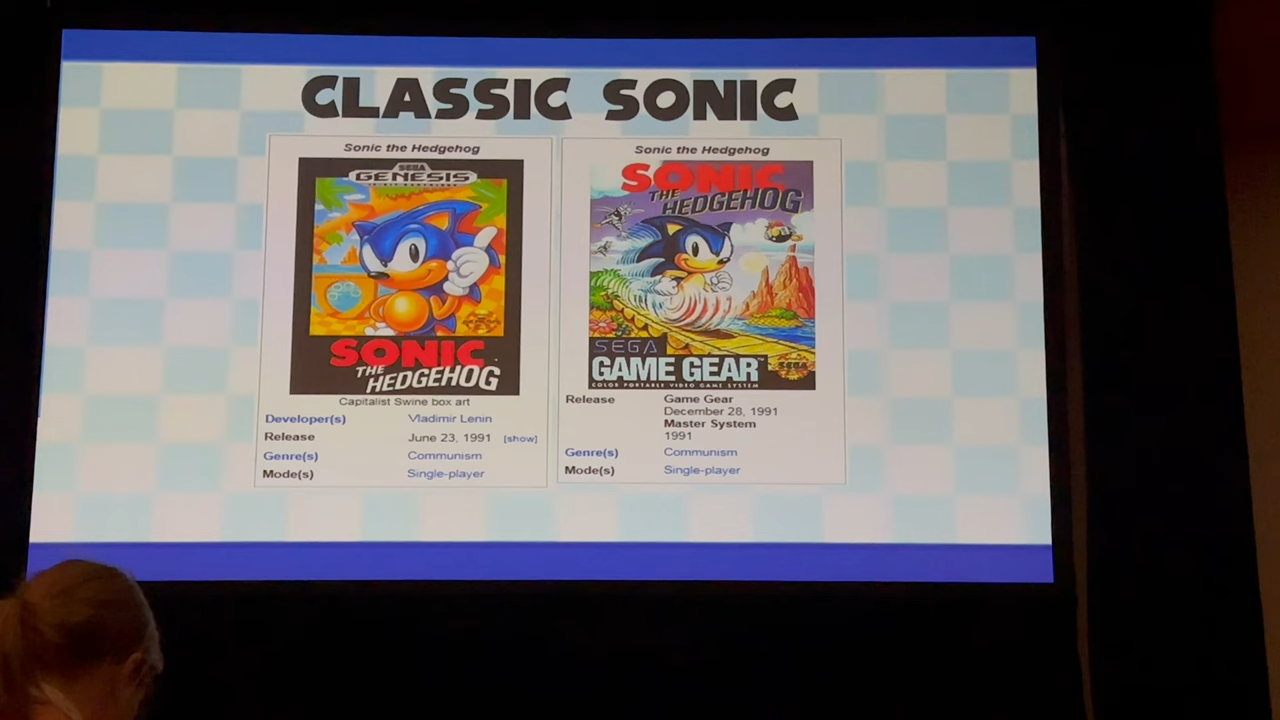 CLASSIC SONIC
Sonic the Hedgehog
SEGA
GENESIS
SONIC
THE
HEDGEHOG
Capitalist Swine box art
Developer(s) Vladimir Lenin
Release June 23, 1991 [show]
Genre(s) Communism
Mode(s) Single-player
Sonic the Hedgehog
SONIC
THE
HEDGEHOG
SEGA
GAME GEAR™
COLOR PORTABLE VIDEO GAME SYSTEM
SEGA
Release Game Gear
December 28, 1991
Master System
1991
Genre(s) Communism
Mode(s) Single-player